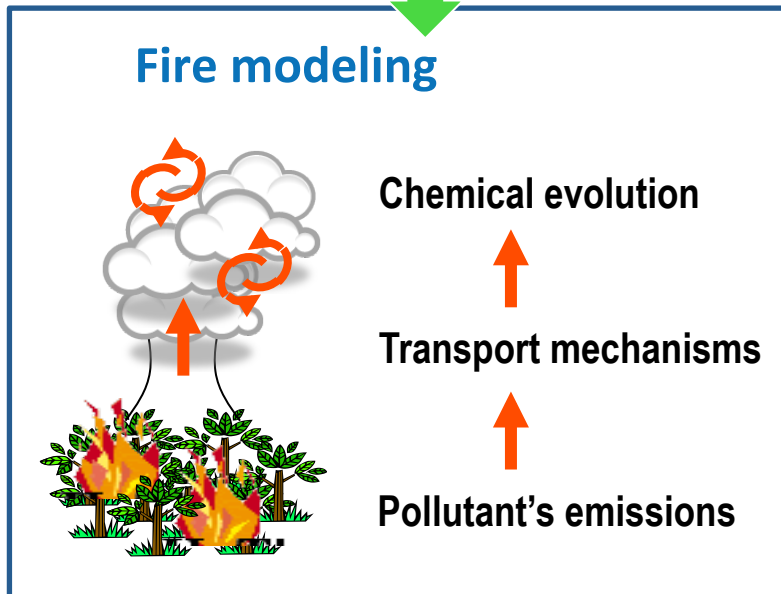 Fire modeling
Chemical evolution
Transport mechanisms
Pollutant's emissions